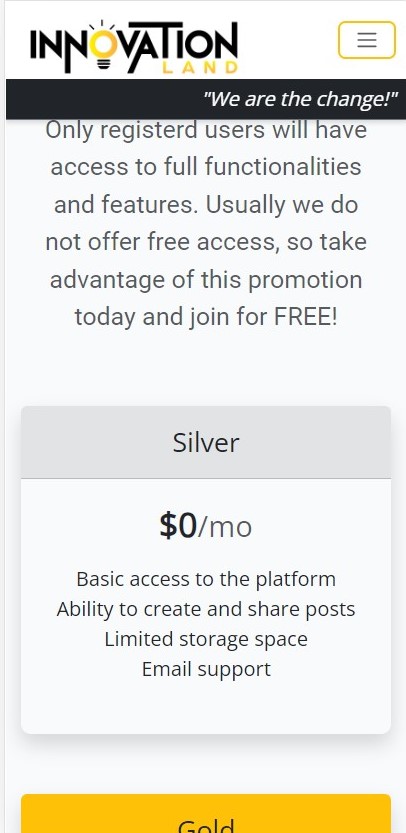 INNOVATION
LAND
"We are the change!"
Only registerd users will have
access to full functionalities
and features. Usually we do
not offer free access, so take
advantage of this promotion
today and join for FREE!
Silver
$0/mo
Basic access to the platform
Ability to create and share posts
Limited storage space
Email support
Gold